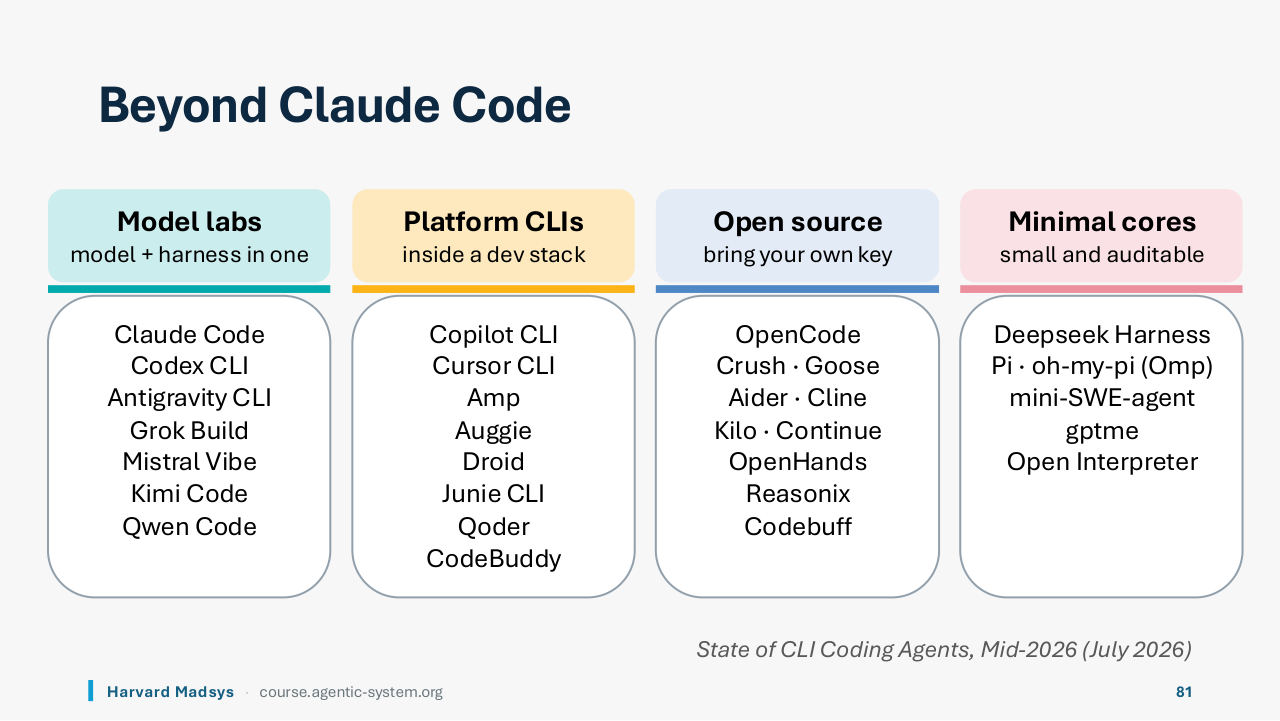 Beyond Claude Code
Model labs
model + harness in one
Claude Code
Codex CLI
Antigravity CLI
Grok Build
Mistral Vibe
Kimi Code
Qwen Code
Platform CLIs
inside a dev stack
Copilot CLI
Cursor CLI
Amp
Auggie
Droid
Junie CLI
Qoder
CodeBuddy
Open source
bring your own key
OpenCode
Crush · Goose
Aider · Cline
Kilo · Continue
OpenHands
Reasonix
Codebuff
Minimal cores
small and auditable
Deepseek Harness
Pi · oh-my-pi (Omp)
mini-SWE-agent
gptme
Open Interpreter
State of CLI Coding Agents, Mid-2026 (July 2026)
Harvard Madsys · course.agentic-system.org
81